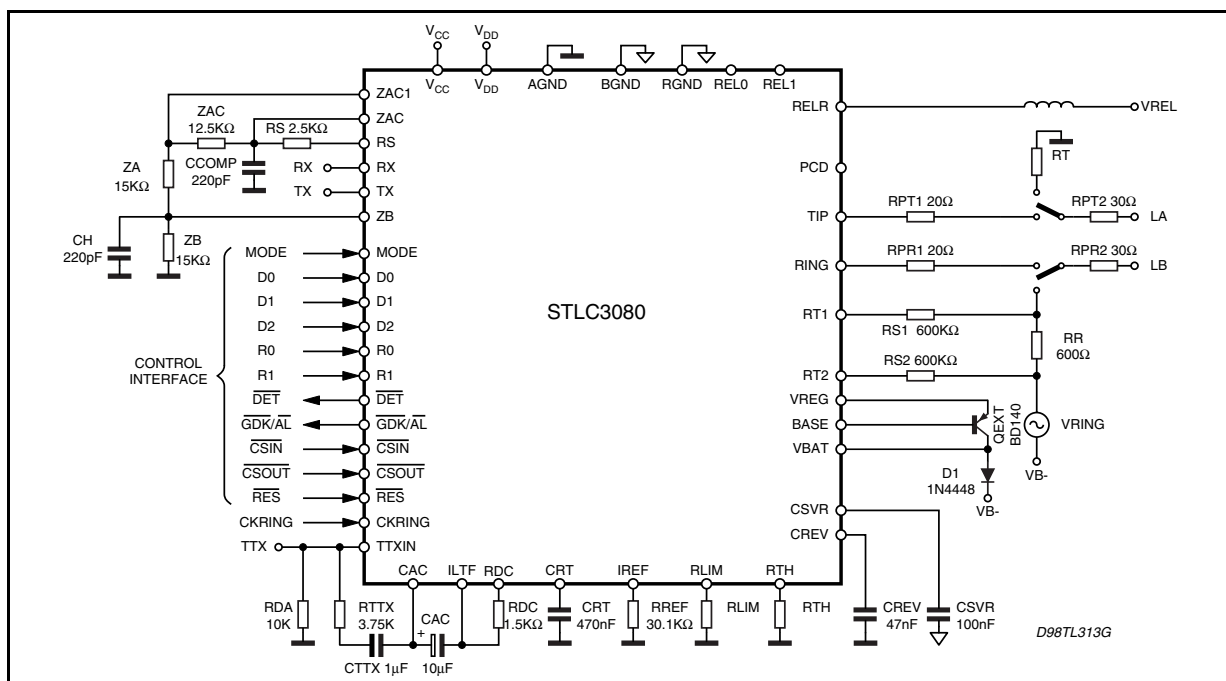 VCC VDD
VCC VDD AGND BGND RGND REL0 REL1
ZAC1
ZAC
RS
RX
TX
ZB
MODE
D0
D1
D2
R0
R1
DET
GDK/AL
CSIN
CSOUT
RES
CKRING
TTXIN
ZAC
12.5KΩ
RS 2.5KΩ
CCOMP
220pF
ZA
15KΩ
RX
TX
CH
220pF
ZB
15KΩ
CONTROL
INTERFACE
MODE
D0
D1
D2
R0
R1
DET
GDK/AL
CSIN
CSOUT
RES
CKRING
TTX
STLC3080
RELR
PCD
TIP
RING
RT1
RT2
VREG
BASE
VBAT
CSVR
CREV
VREL
RT
RPT1 20Ω
RPT2 30Ω
LA
RPR1 20Ω
RPR2 30Ω
LB
RS1 600KΩ
RR
600Ω
RS2 600KΩ
QEXT
BD140
VRING
VB-
D1
1N4448
VB-
CAC ILTF RDC CRT IREF RLIM RTH
RDA
10K
RTTX
3.75K
CTTX 1µF
CAC
+
10µF
RDC
1.5KΩ
CRT
470nF
RREF
30.1KΩ
RLIM
RTH
CREV
47nF
CSVR
100nF
D98TL313G